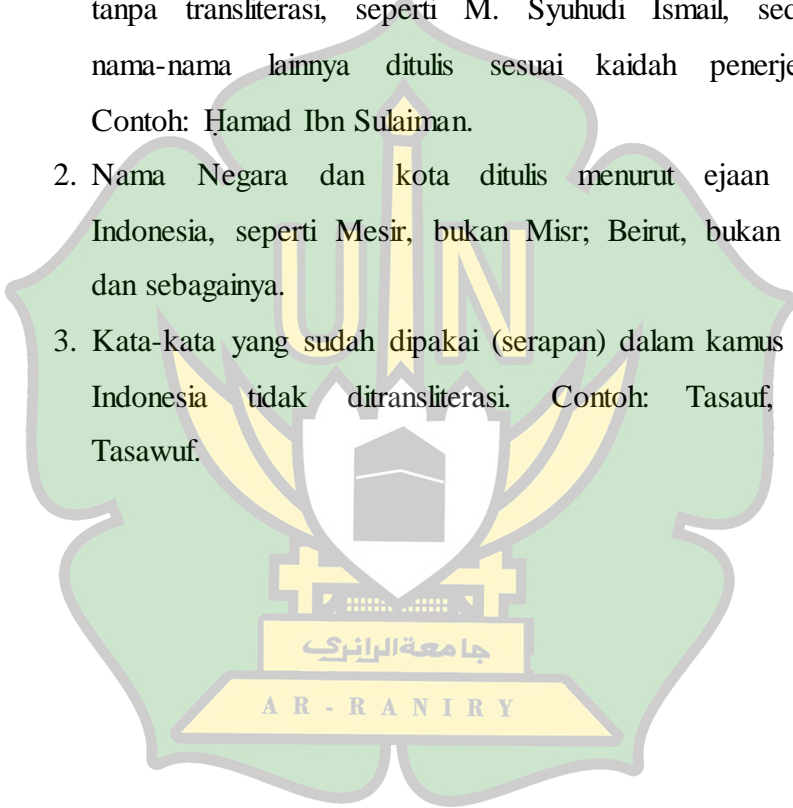 tanpa transliterasi, seperti M. Syuhudi Ismail,
nama-nama lainnya ditulis sesuai kaidah
Contoh: Ḥamad Ibn Sulaiman.
2. Nama Negara dan kota ditulis menurut ejaan
Indonesia, seperti Mesir, bukan Misr; Beirut, bukan
dan sebagainya.
3. Kata-kata yang sudah dipakai (serapan) dalam kamus
Indonesia tidak ditransliterasi. Contoh: Tasauf,
Tasawuf.
UIN
جامعة الرانري
AR-RANIRY